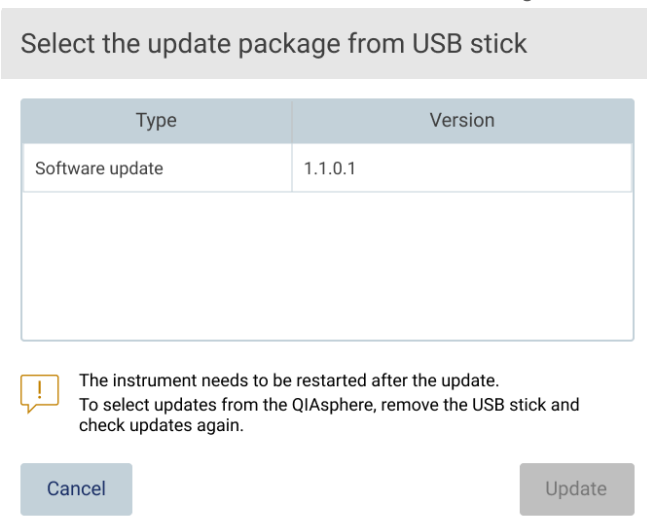 Select the update package from USB stick
Type Version
Software update 1.1.0.1
The instrument needs to be restarted after the update.
To select updates from the QIAsphere, remove the USB stick and
check updates again.
Cancel Update